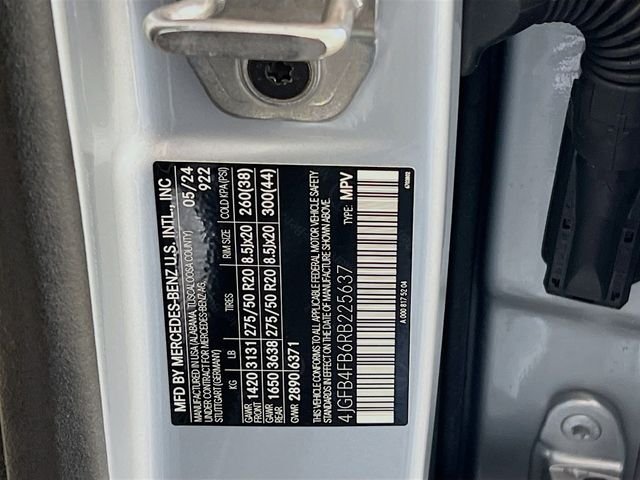 MFD BY MERCEDES-BENZ U.S. INTL., INC
MANUFACTURED IN USA (ALABAMA, TUSCALOOSA COUNTY) 05/24
UNDER CONTRACT FOR MERCEDES-BENZ AG 922
STUTTGART (GERMANY)
KG LB TIRES RIM SIZE COLD KPA/(PSI)
GAWR FRONT 1420 3131 275/50 R20 8.5Jx20 260(38)
GAWR REAR 1650 3638 275/50 R20 8.5Jx20 300(44)
GVWR 2890 6371
THIS VEHICLE CONFORMS TO ALL APPLICABLE FEDERAL MOTOR VEHICLE SAFETY
STANDARDS IN EFFECT ON THE DATE OF MANUFACTURE SHOWN ABOVE.
TYPE: MPV
4JGFB4FB6RB225637
A 000 817 52 04